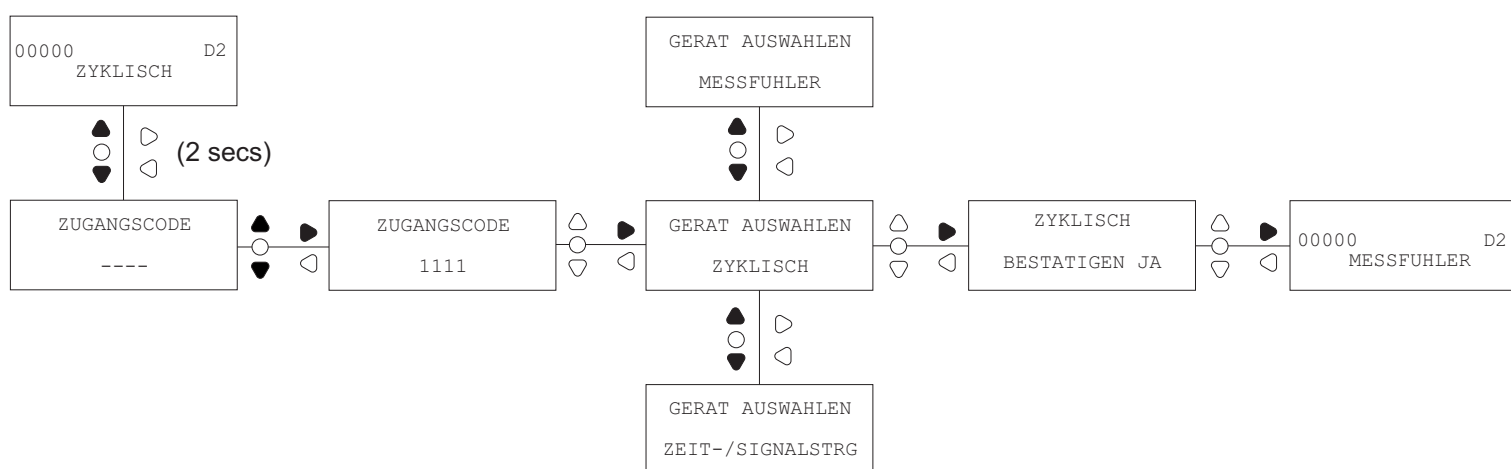 00000 D2
ZYKLISCH
(2 secs)
ZUGANGSCODE
----
ZUGANGSCODE
1111
GERAT AUSWAHLEN
MESSFUHLER
GERAT AUSWAHLEN
ZYKLISCH
GERAT AUSWAHLEN
ZEIT-/SIGNALSTRG
ZYKLISCH
BESTATIGEN JA
00000 D2
MESSFUHLER